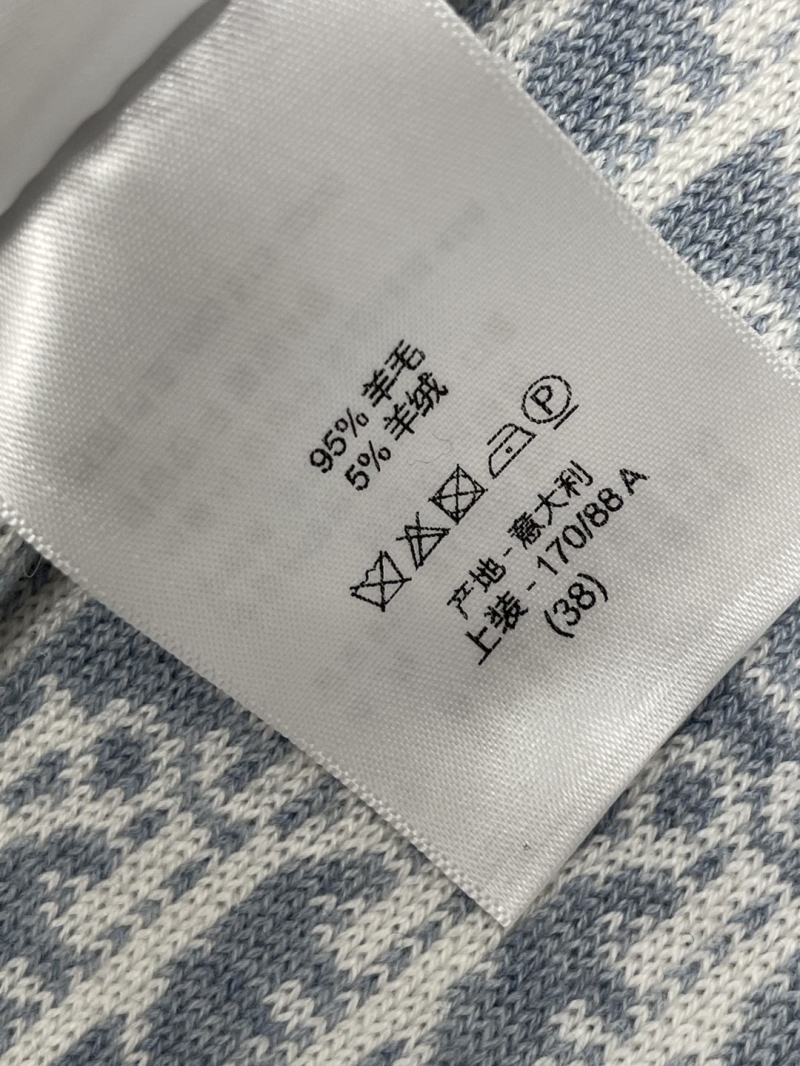 95% 羊毛
5% 羊绒
P
产地 - 意大利
上装 - 170/88 A
(38)